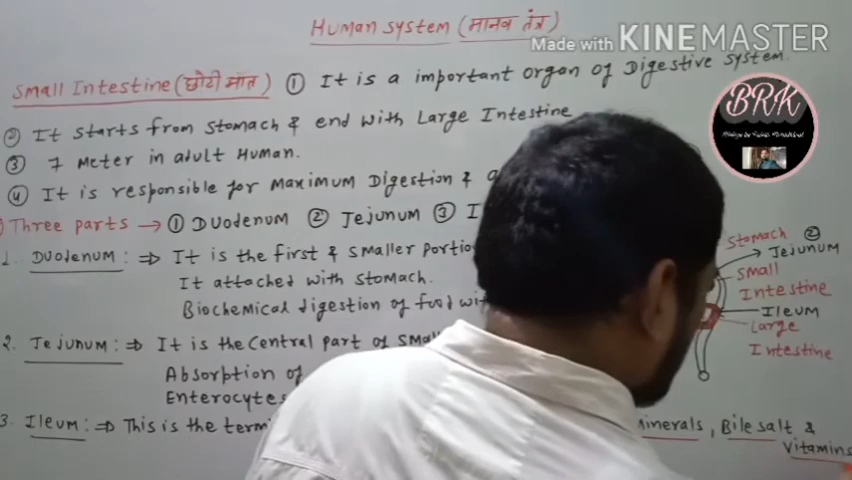 Human System (मानव तंत्र)
Made with KINEMASTER
Small Intestine (छोटी आँत) ① It is a important organ of Digestive System.
BRK
② It starts from stomach & end with Large Intestine
③ 7 Meter in adult Human.
④ It is responsible for Maximum Digestion &
Three parts → ① Duodenum ② Jejunum ③ I
1. Duodenum :⇒ It is the first & smaller portio
It attached with stomach.
Biochemical digestion of food wit
2. Jejunum :⇒ It is the Central part of Smal
Absorption of
Enterocytes
3. Ileum :⇒ This is the term
Minerals, Bile salt &
Vitamins
Stomach ②
Jejunum
Small
Intestine
Ileum
Large
Intestine